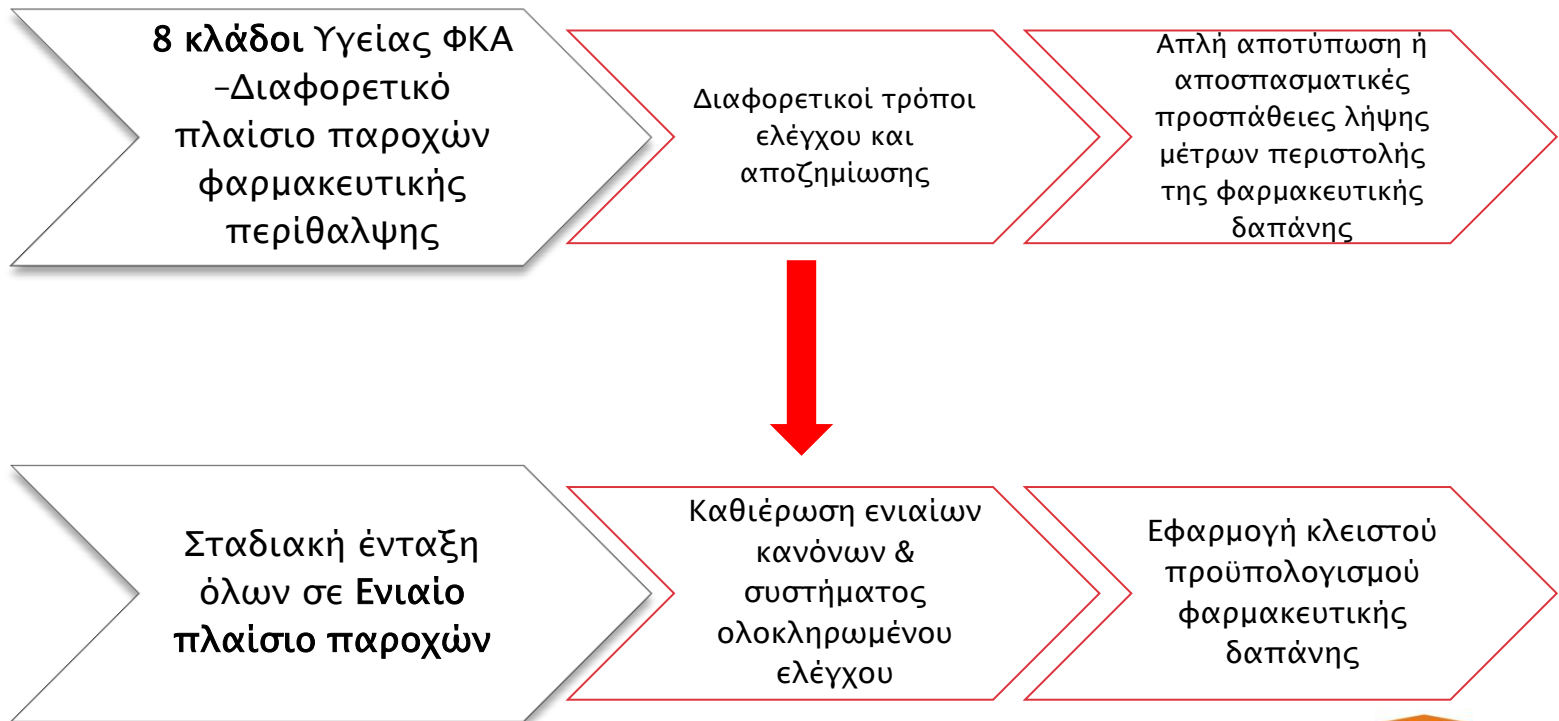 8 κλάδοι Υγείας ΦΚΑ
-Διαφορετικό
πλαίσιο παροχών
φαρμακευτικής
περίθαλψης
Διαφορετικοί τρόποι
ελέγχου και
αποζημίωσης
Απλή αποτύπωση ή
αποσπασματικές
προσπάθειες λήψης
μέτρων περιστολής
της φαρμακευτικής
δαπάνης
Σταδιακή ένταξη
όλων σε Ενιαίο
πλαίσιο παροχών
Καθιέρωση ενιαίων
κανόνων &
συστήματος
ολοκληρωμένου
ελέγχου
Εφαρμογή κλειστού
προϋπολογισμού
φαρμακευτικής
δαπάνης